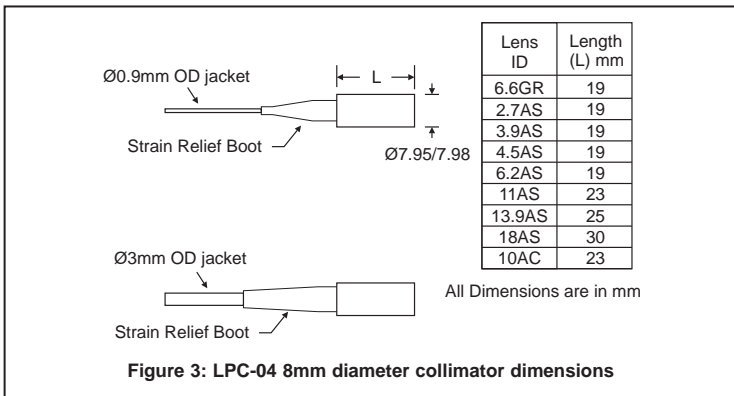 Ø0.9mm OD jacket
L
Strain Relief Boot
Ø7.95/7.98
Ø3mm OD jacket
Strain Relief Boot
Lens ID Length (L) mm
6.6GR 19
2.7AS 19
3.9AS 19
4.5AS 19
6.2AS 19
11AS 23
13.9AS 25
18AS 30
10AC 23
All Dimensions are in mm
Figure 3: LPC-04 8mm diameter collimator dimensions